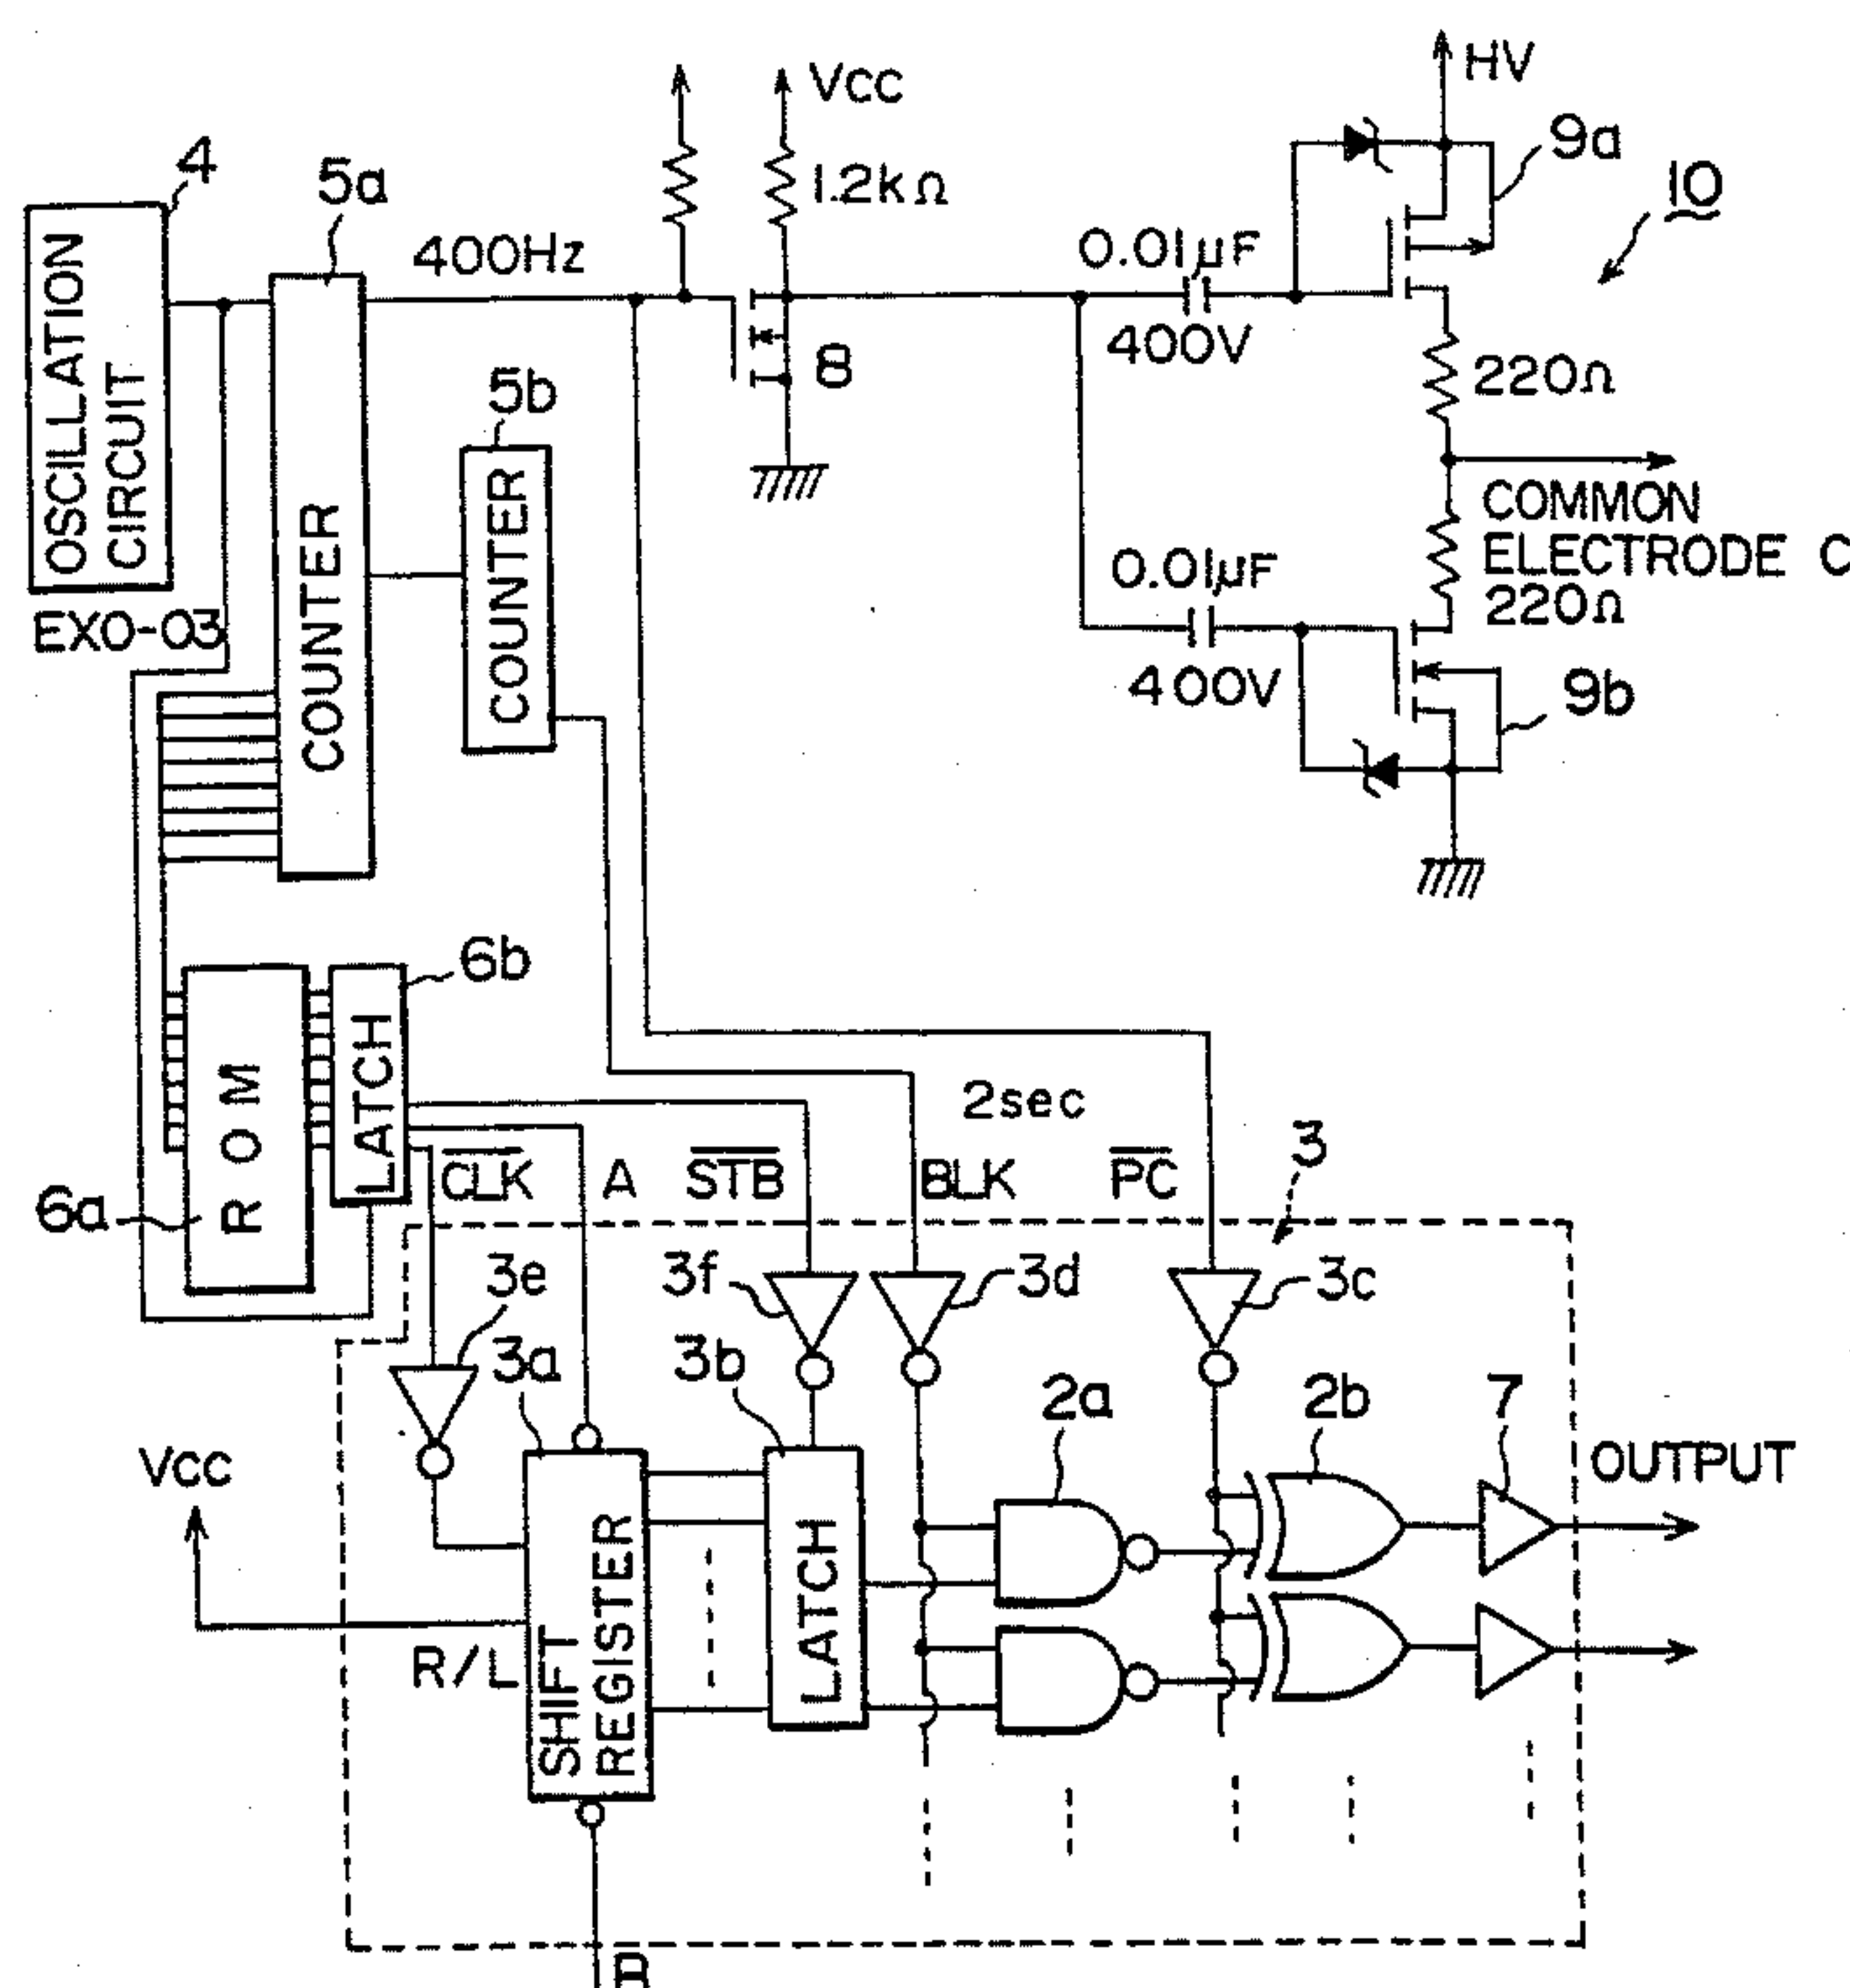 HV
VCC
4
9a
10
5a
1.2kΩ
400Hz
0.01µF
OSCILLATION
CIRCUIT
400V
8
220Ω
5b
COMMON
ELECTRODE C
0.01µF
220Ω
EXO-03
COUNTER
COUNTER
400V
9b
6b
ROM
LATCH
2sec
3
CLK
A
STB
BLK
PC
6a
3e
3f
3d
3c
3a
3b
2a
2b
7
VCC
OUTPUT
R/L
SHIFT
REGISTER
LATCH
B